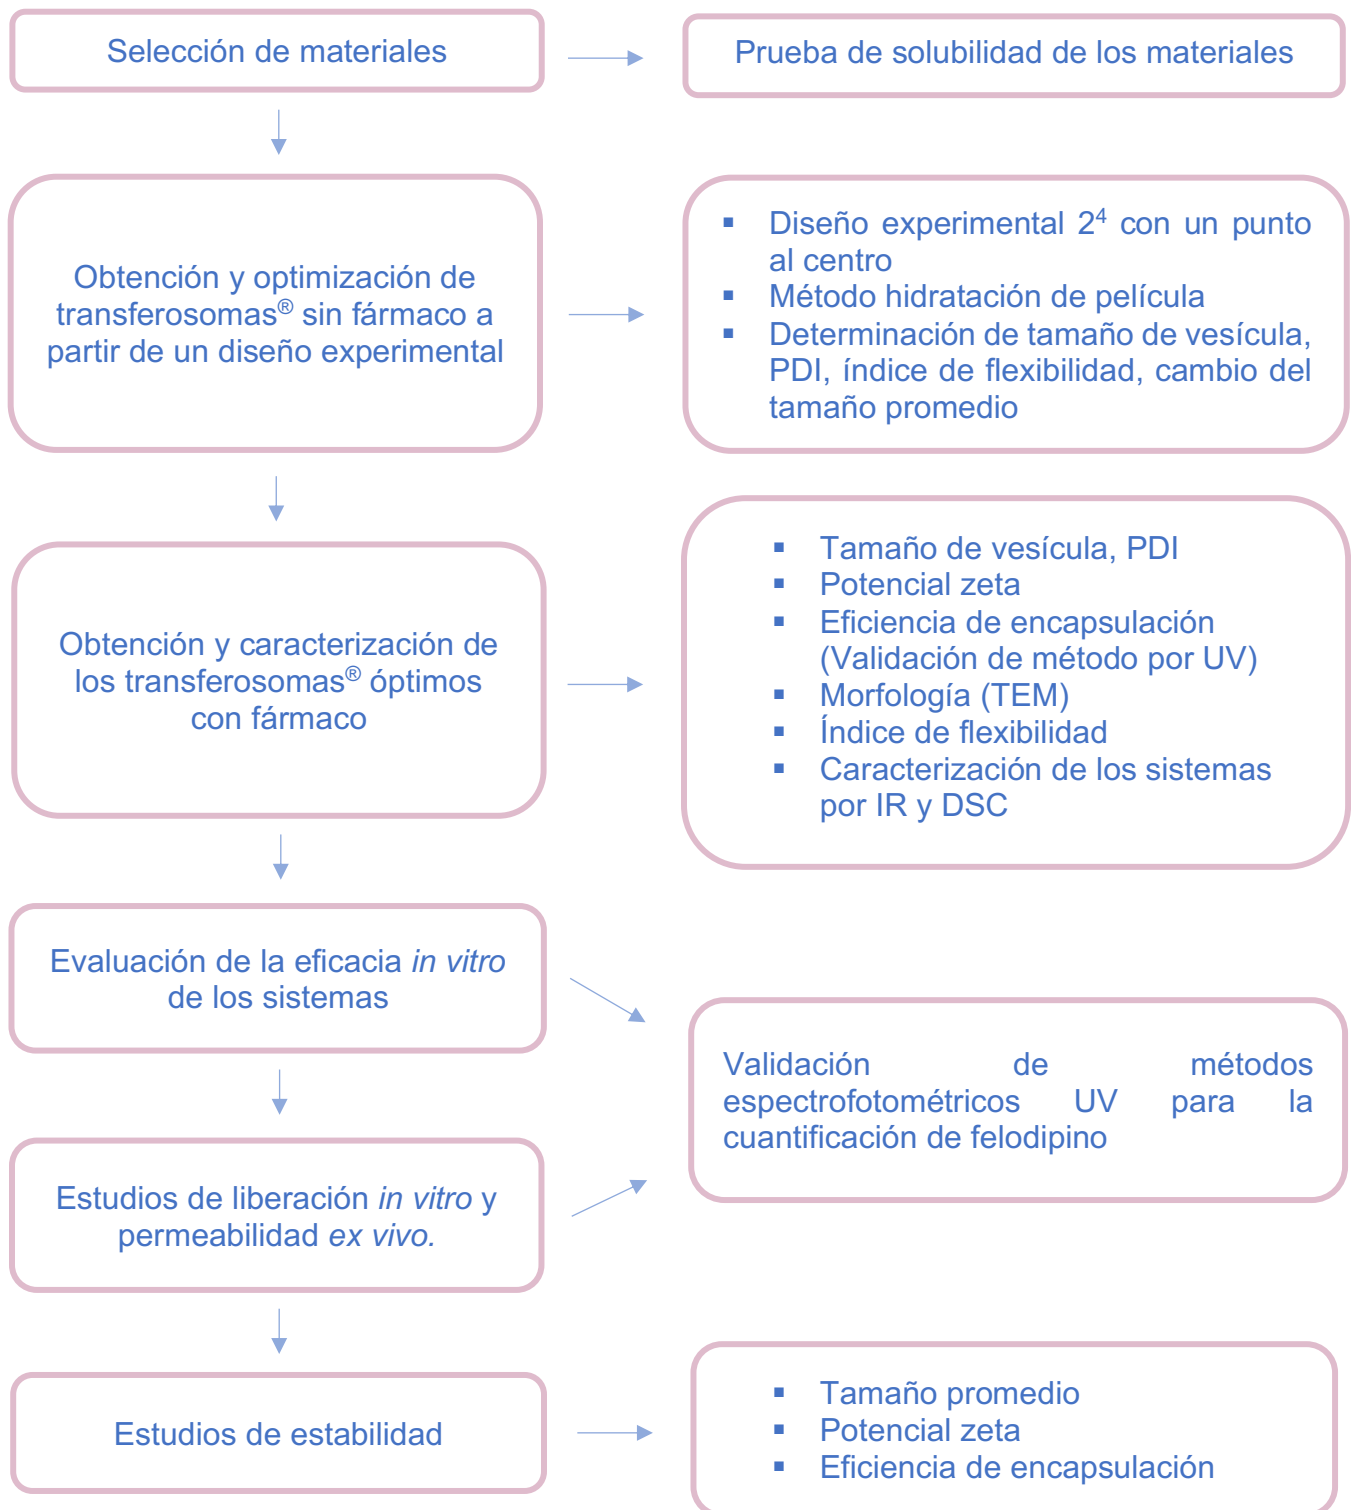 Selección de materiales
Prueba de solubilidad de los materiales
Obtención y optimización de
transferosomas® sin fármaco a
partir de un diseño experimental
▪ Diseño experimental 2⁴ con un punto
al centro
▪ Método hidratación de película
▪ Determinación de tamaño de vesícula,
PDI, índice de flexibilidad, cambio del
tamaño promedio
Obtención y caracterización de
los transferosomas® óptimos
con fármaco
▪ Tamaño de vesícula, PDI
▪ Potencial zeta
▪ Eficiencia de encapsulación
(Validación de método por UV)
▪ Morfología (TEM)
▪ Índice de flexibilidad
▪ Caracterización de los sistemas
por IR y DSC
Evaluación de la eficacia in vitro
de los sistemas
Validación de métodos
espectrofotométricos UV para la
cuantificación de felodipino
Estudios de liberación in vitro y
permeabilidad ex vivo.
Estudios de estabilidad
▪ Tamaño promedio
▪ Potencial zeta
▪ Eficiencia de encapsulación